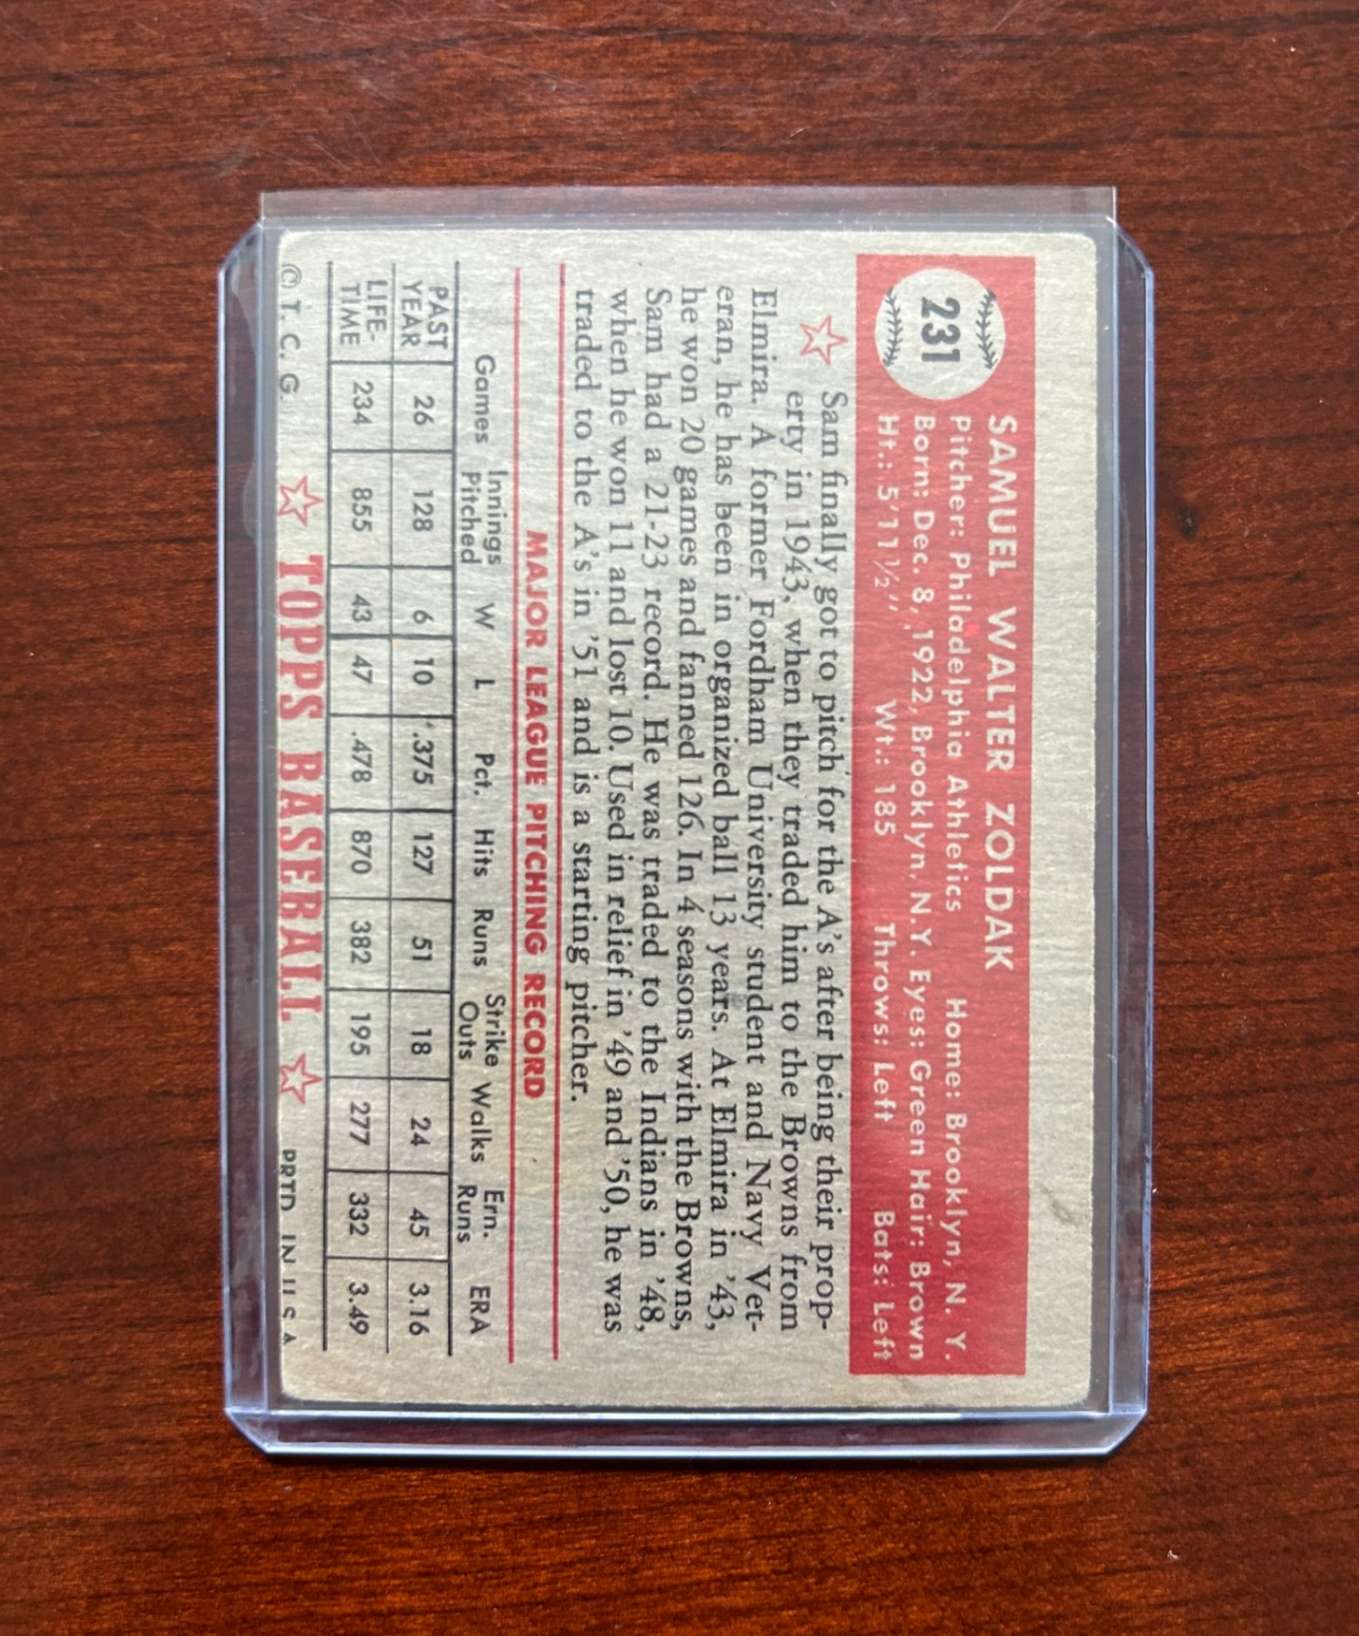 231
SAMUEL WALTER ZOLDAK
Pitcher: Philadelphia Athletics Home: Brooklyn, N. Y.
Born: Dec. 8, 1922, Brooklyn, N.Y. Eyes: Green Hair: Brown
Ht.: 5'11½" Wt.: 185 Throws: Left Bats: Left
Sam finally got to pitch for the A's after being their prop-
erty in 1943, when they traded him to the Browns from
Elmira. A former Fordham University student and Navy Vet-
eran, he has been in organized ball 13 years. At Elmira in '43,
he won 20 games and fanned 126. In 4 seasons with the Browns,
Sam had a 21-23 record. He was traded to the Indians in '48,
when he won 11 and lost 10. Used in relief in '49 and '50, he was
traded to the A's in '51 and is a starting pitcher.
MAJOR LEAGUE PITCHING RECORD
Games Innings Pitched W L Pct. Hits Runs Strike Outs Walks Ern. Runs ERA
PAST YEAR 26 128 6 10 .375 127 51 18 24 45 3.16
LIFE- TIME 234 855 43 47 .478 870 382 195 277 332 3.49
© T. C. G. TOPPS BASEBALL PRTD. IN U.S.A.